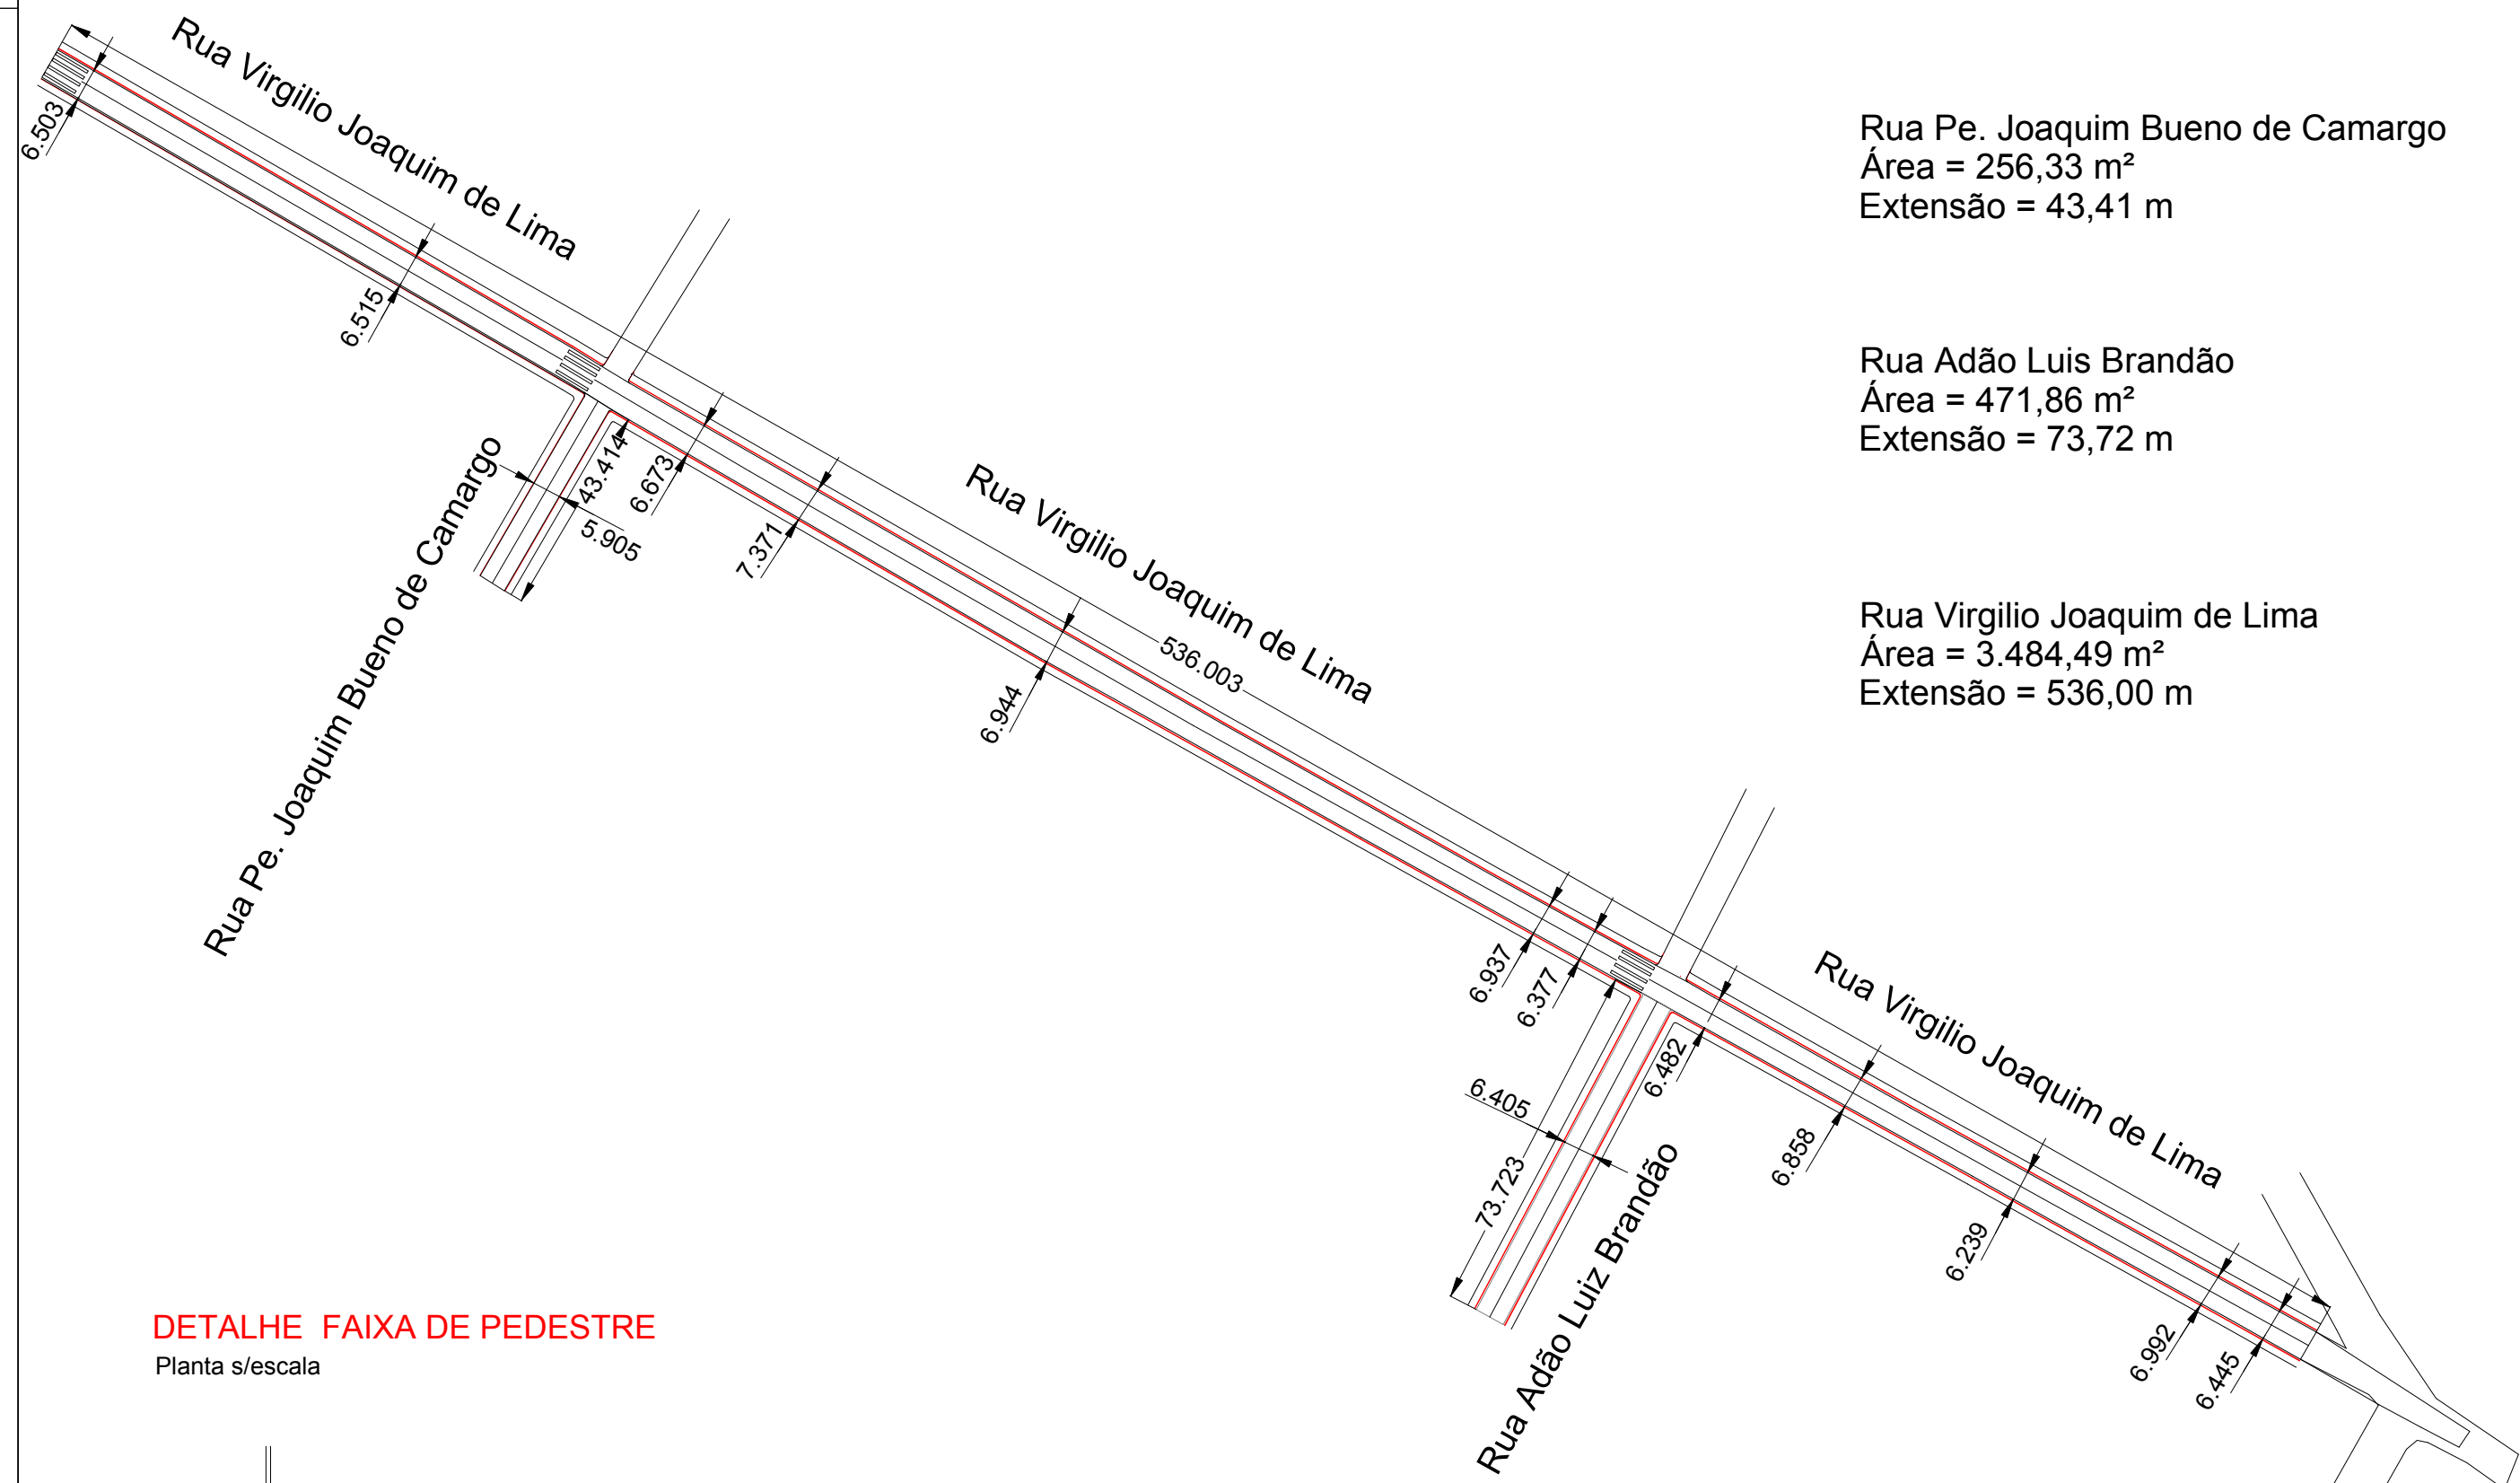 Rua Virgilio Joaquim de Lima
6.503
6.515
Rua Pe. Joaquim Bueno de Camargo
Área = 256,33 m²
Extensão = 43,41 m
Rua Adão Luis Brandão
Área = 471,86 m²
Extensão = 73,72 m
Rua Virgilio Joaquim de Lima
Área = 3.484,49 m²
Extensão = 536,00 m
Rua Pe. Joaquim Bueno de Camargo
43.414
5.905
6.673
7.371
Rua Virgilio Joaquim de Lima
536.003
6.944
6.937
6.377
Rua Virgilio Joaquim de Lima
6.482
6.405
73.723
Rua Adão Luiz Brandão
6.858
6.239
6.992
6.445
DETALHE FAIXA DE PEDESTRE
Planta s/escala